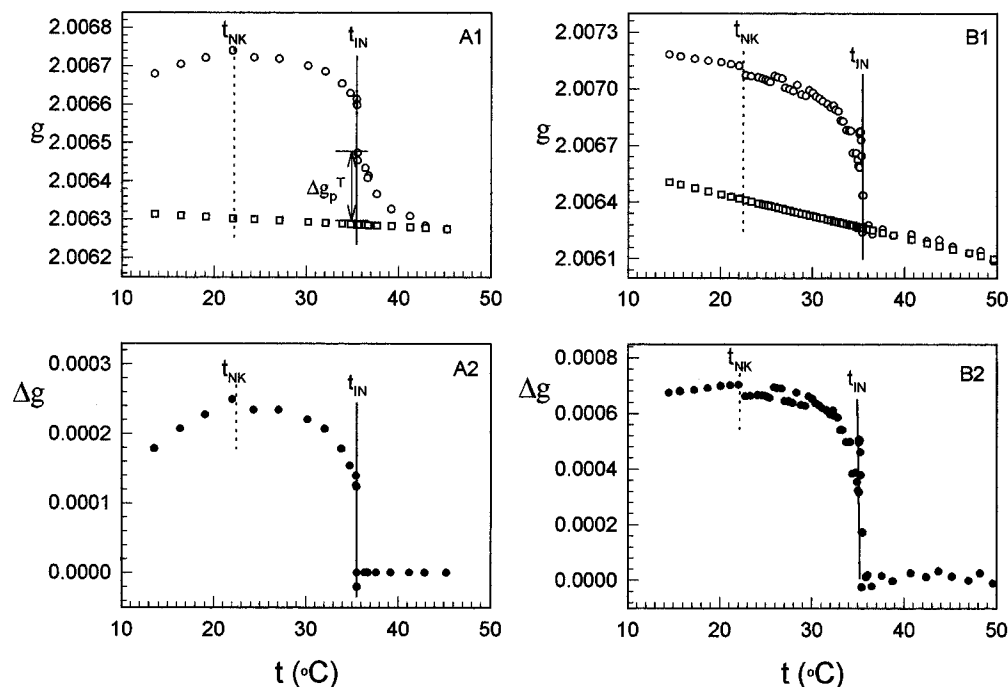 A1
2.0068
2.0067
2.0066
2.0065
2.0064
2.0063
2.0062
g
t_NK
t_IN
Δg_p^T
10 20 30 40 50
B1
2.0073
2.0070
2.0067
2.0064
2.0061
g
t_NK
t_IN
10 20 30 40 50
A2
0.0003
0.0002
0.0001
0.0000
Δg
t_NK
t_IN
10 20 30 40 50
t (°C)
B2
0.0008
0.0006
0.0004
0.0002
0.0000
Δg
t_NK
t_IN
10 20 30 40 50
t (°C)